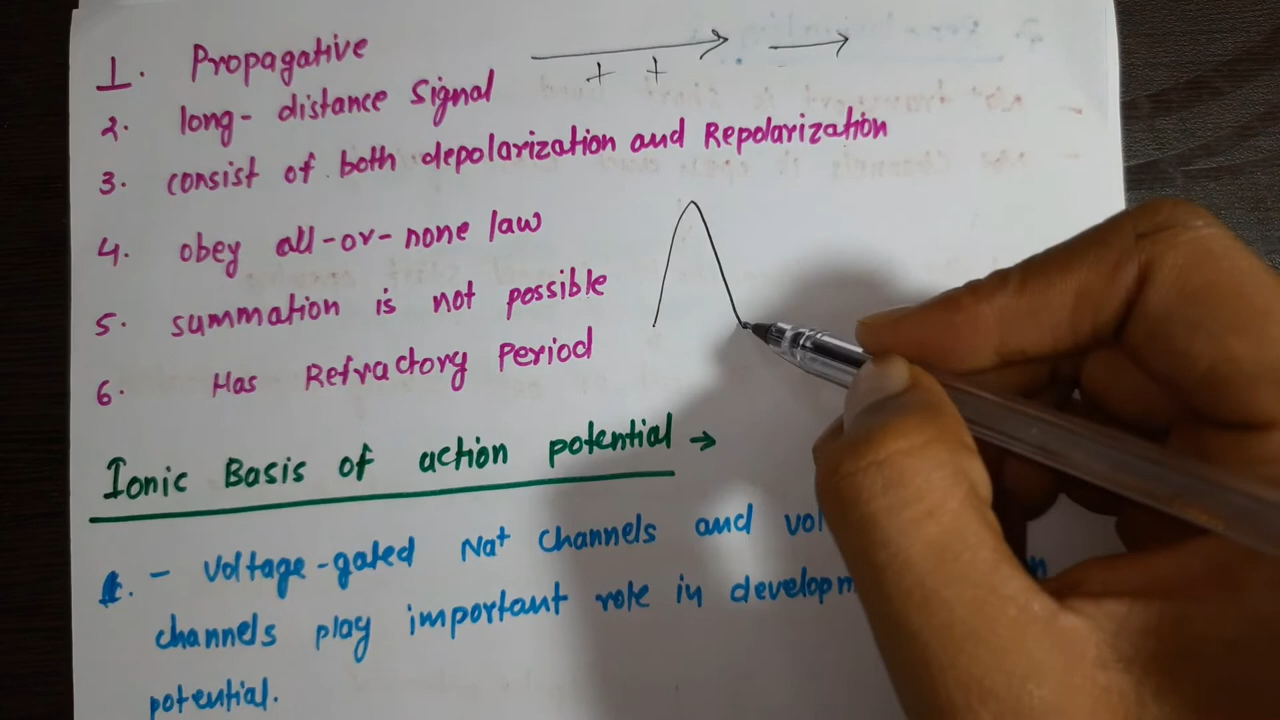 1. Propagative
2. long-distance Signal
3. consist of both depolarization and Repolarization
4. obey all-or-none law
5. summation is not possible
6. Has Refractory Period
Ionic Basis of action potential →
- Voltage-gated Na+ channels and
channels play important role in
potential.